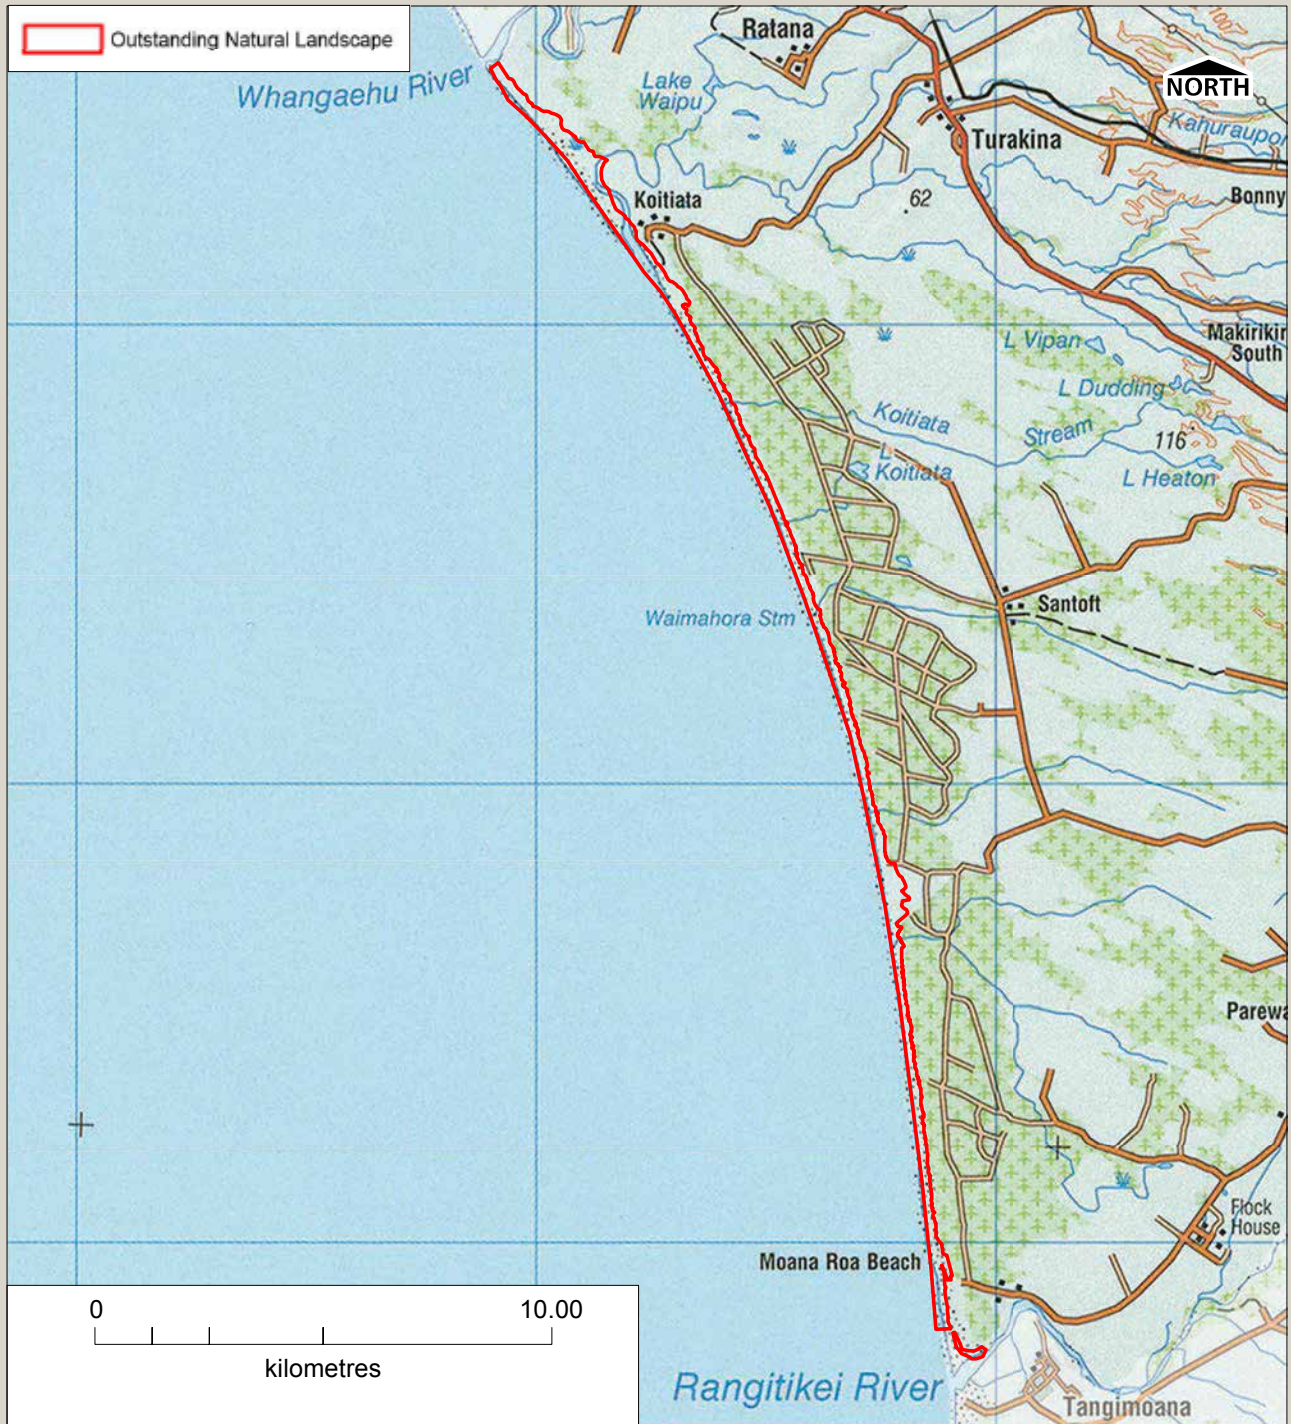 Outstanding Natural Landscape
Ratana
NORTH
Whangaehu River
Lake
Waipu
Turakina
Koitiata
62
Bonny
L Vipan
Makirikir
South
L Dudding
Koitiata
Stream
116
L
Koitiata
L Heaton
Santoft
Waimahora Stm
Parewa
Flock
House
Moana Roa Beach
0
10.00
kilometres
Rangitikei River
Tangimoana